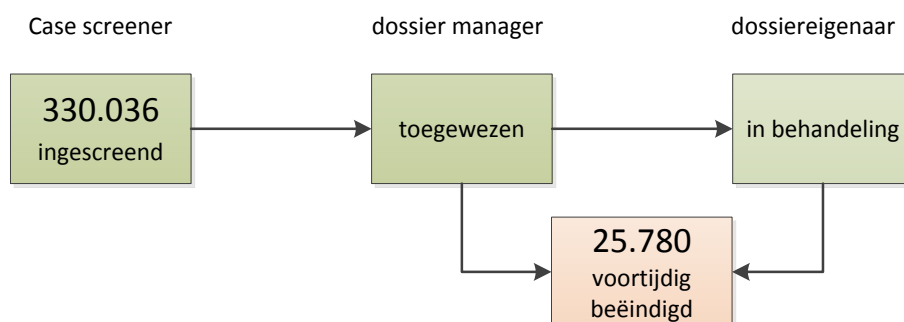 Case screener
dossier manager
dossiereigenaar
330.036
ingescreend
toegewezen
in behandeling
25.780
voortijdig
beëindigd